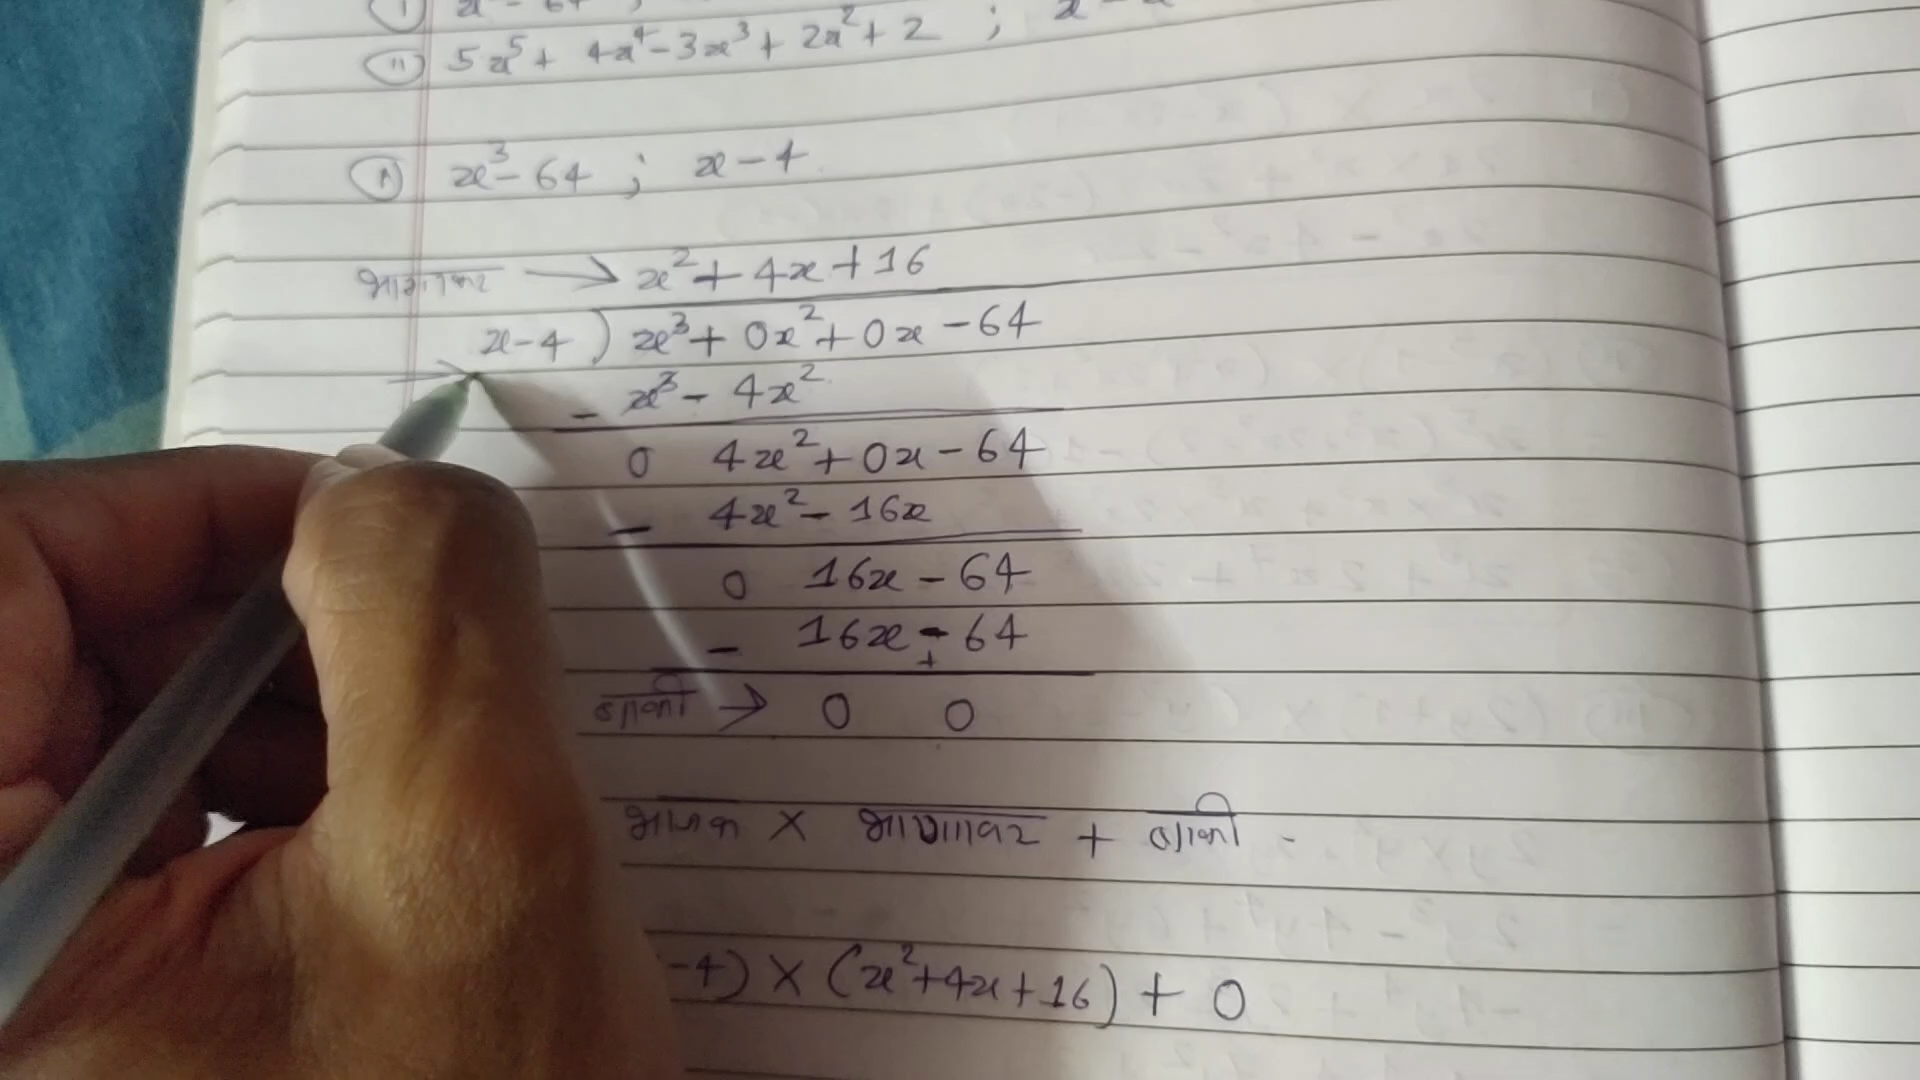 (i) x³ - 64 ;
(ii) 5x⁵ + 4x⁴ - 3x³ + 2x² + 2 ; x -
(i) x³ - 64 ; x - 4
भागाकार → x² + 4x + 16
x - 4 ) x³ + 0x² + 0x - 64
- x³ - 4x²
0 4x² + 0x - 64
- 4x² - 16x
0 16x - 64
- 16x - 64
+
बाकी → 0 0
भाजक × भागाकार + बाकी -
-4) × (x² + 4x + 16) + 0